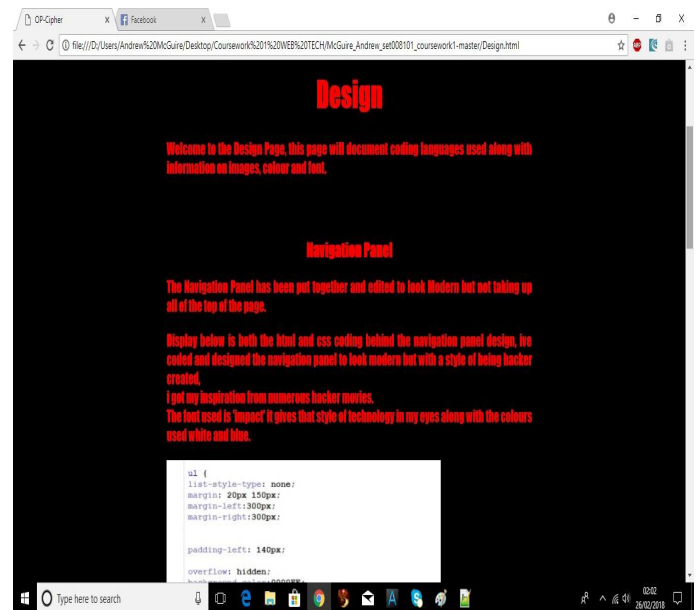 OP-Cipher
Facebook
file:///D:/Users/Andrew%20McGuire/Desktop/Coursework%201%20WEB%20TECH/McGuire_Andrew_set008101_coursework1-master/Design.html
Design
Welcome to the Design Page, this page will document coding languages used along with
information on images, colour and font.
Navigation Panel
The Navigation Panel has been put together and edited to look Modern but not taking up
all of the top of the page.
Display below is both the html and css coding behind the navigation panel design, ive
coded and designed the navigation panel to look modern but with a style of being hacker
created,
i got my inspiration from numerous hacker movies.
The font used is 'impact' it gives that style of technology in my eyes along with the colours
used white and blue.
ul {
list-style-type: none;
margin: 20px 150px;
margin-left:300px;
margin-right:300px;
padding-left: 140px;
overflow: hidden;
Type here to search
02:02
26/02/2018